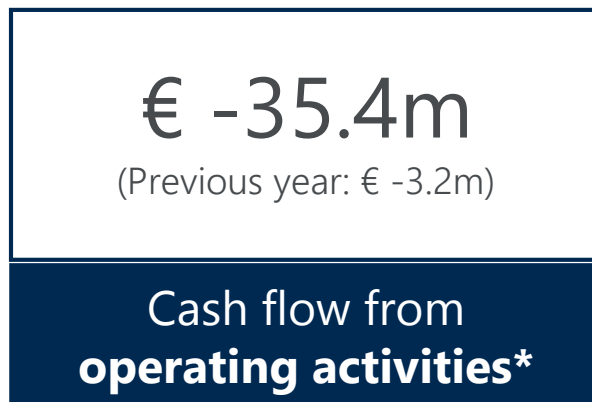 € -35.4m
(Previous year: € -3.2m)
Cash flow from
operating activities*